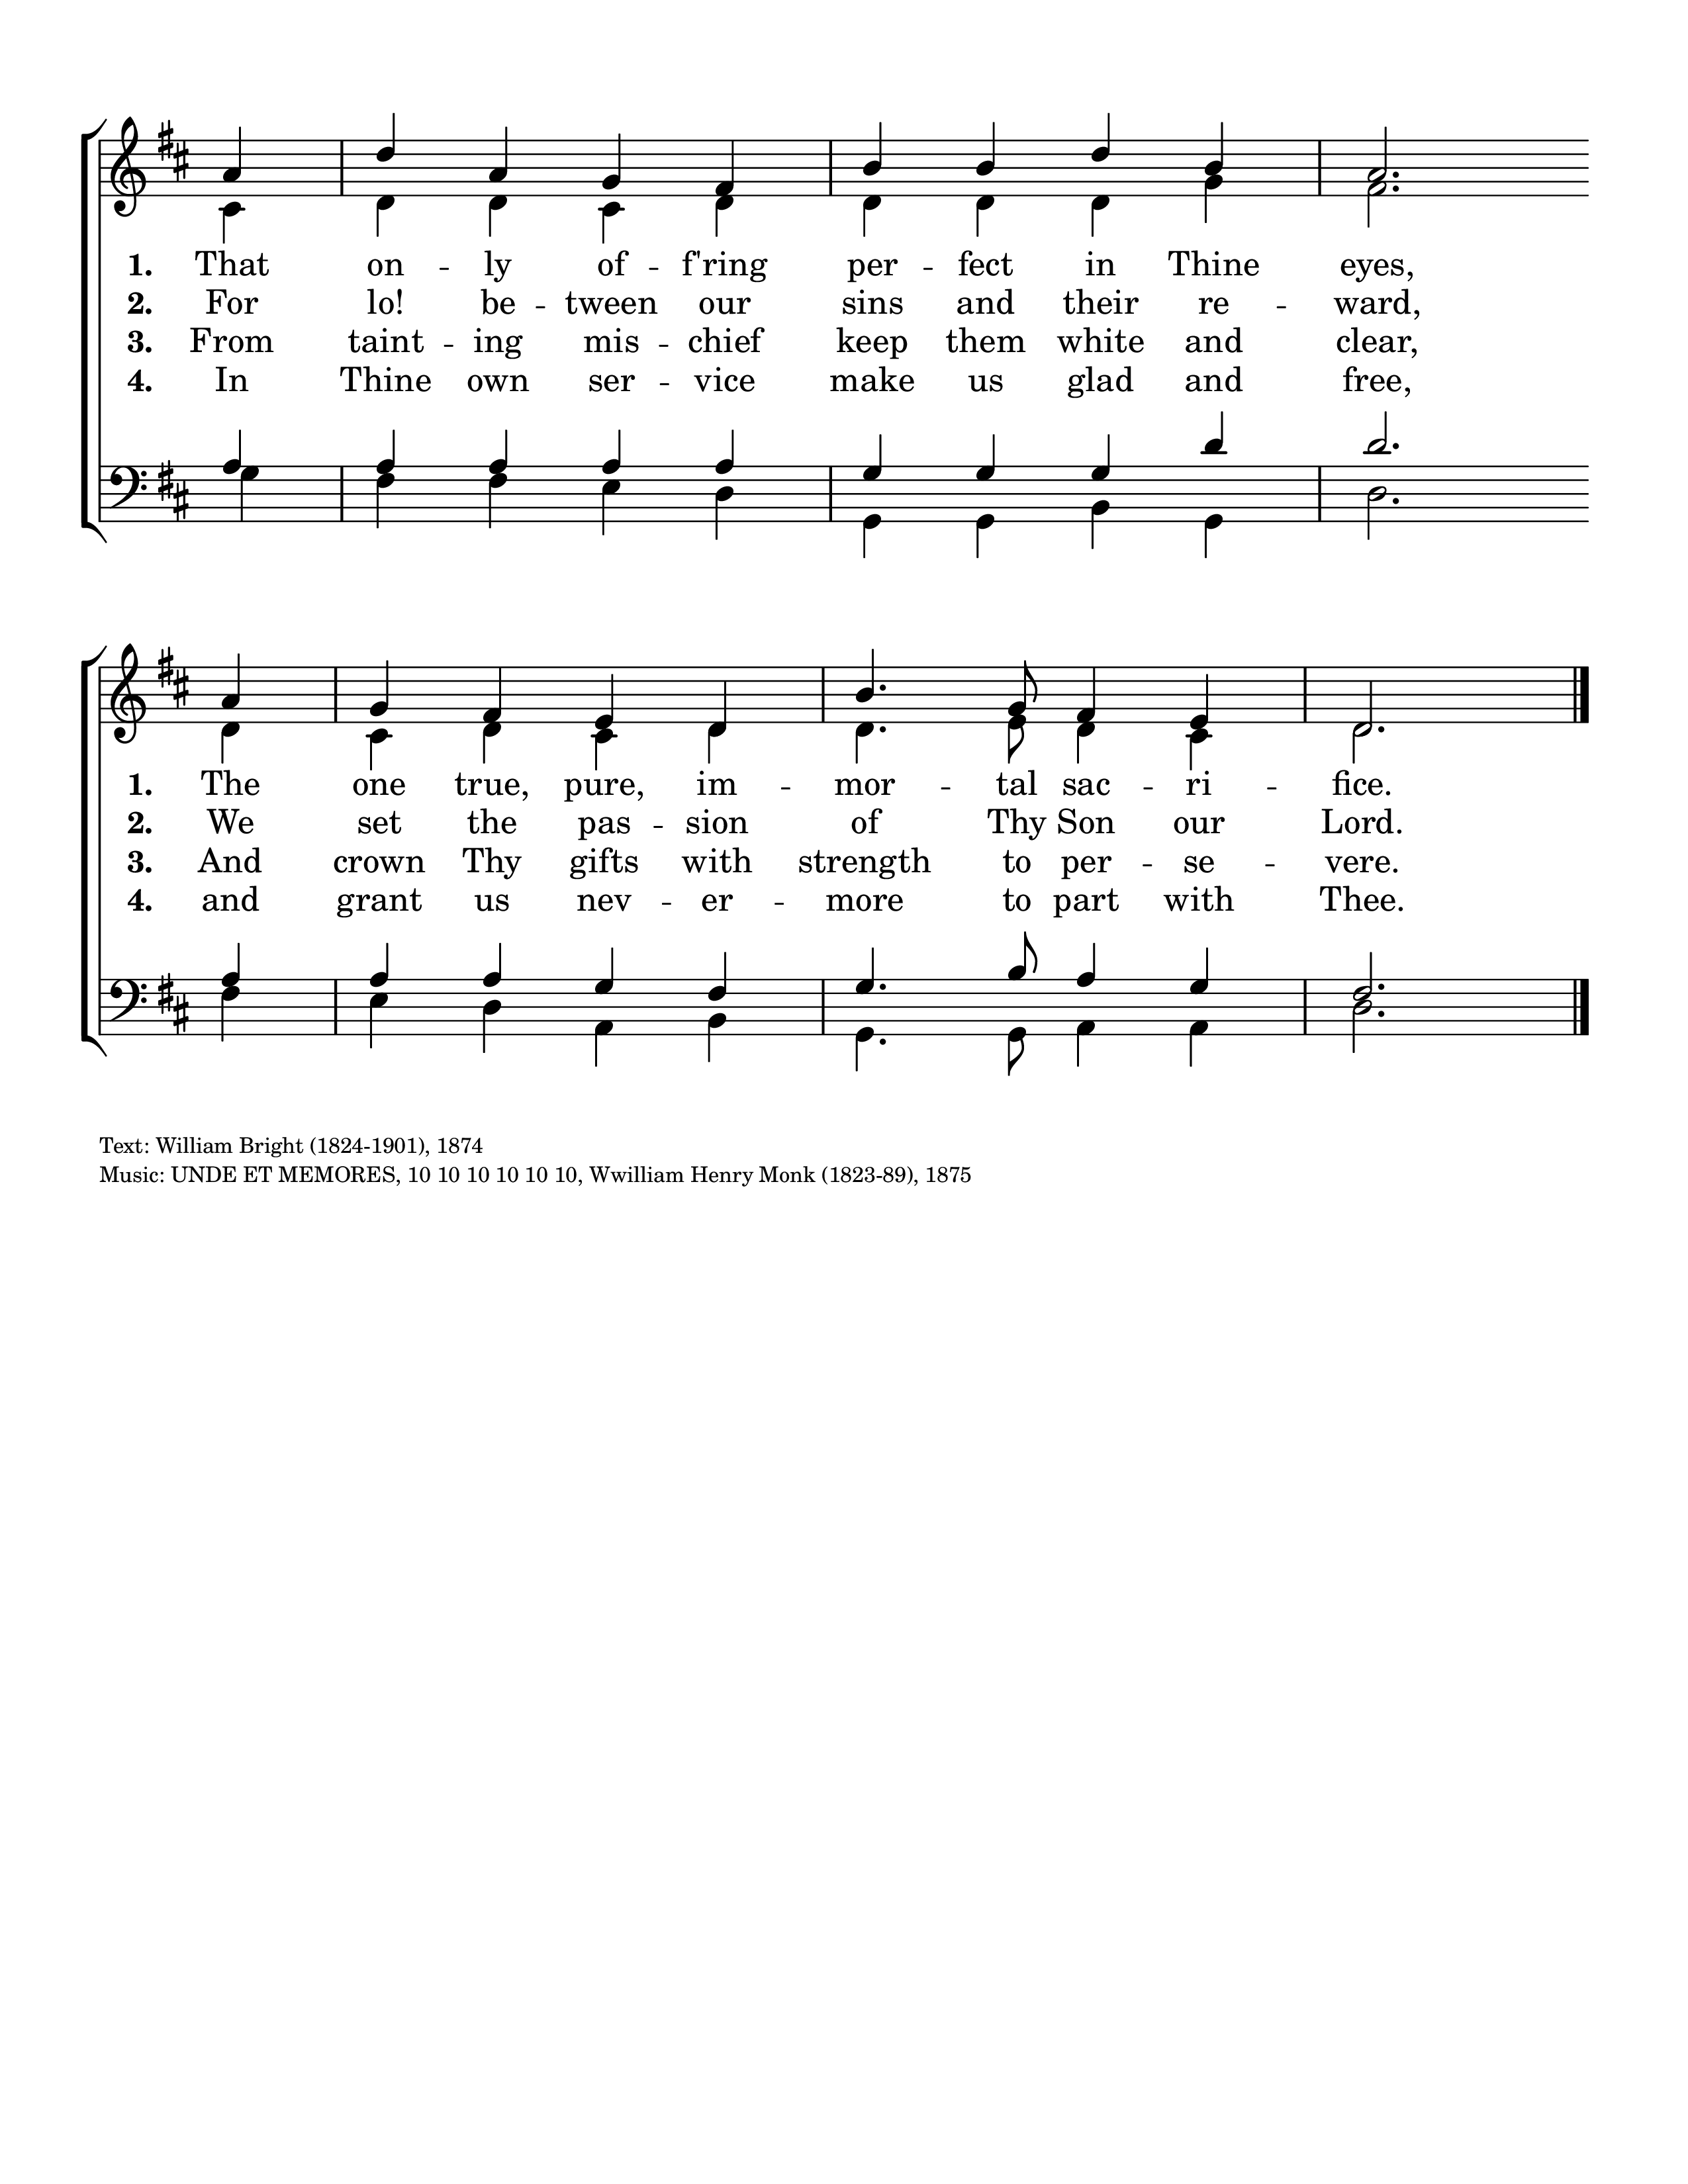 1. That on - ly of - f'ring per - fect in Thine eyes,
2. For lo! be - tween our sins and their re - ward,
3. From taint - ing mis - chief keep them white and clear,
4. In Thine own ser - vice make us glad and free,
1. The one true, pure, im - mor - tal sac - ri - fice.
2. We set the pas - sion of Thy Son our Lord.
3. And crown Thy gifts with strength to per - se - vere.
4. and grant us nev - er - more to part with Thee.
Text: William Bright (1824-1901), 1874
Music: UNDE ET MEMORES, 10 10 10 10 10 10, Wwilliam Henry Monk (1823-89), 1875